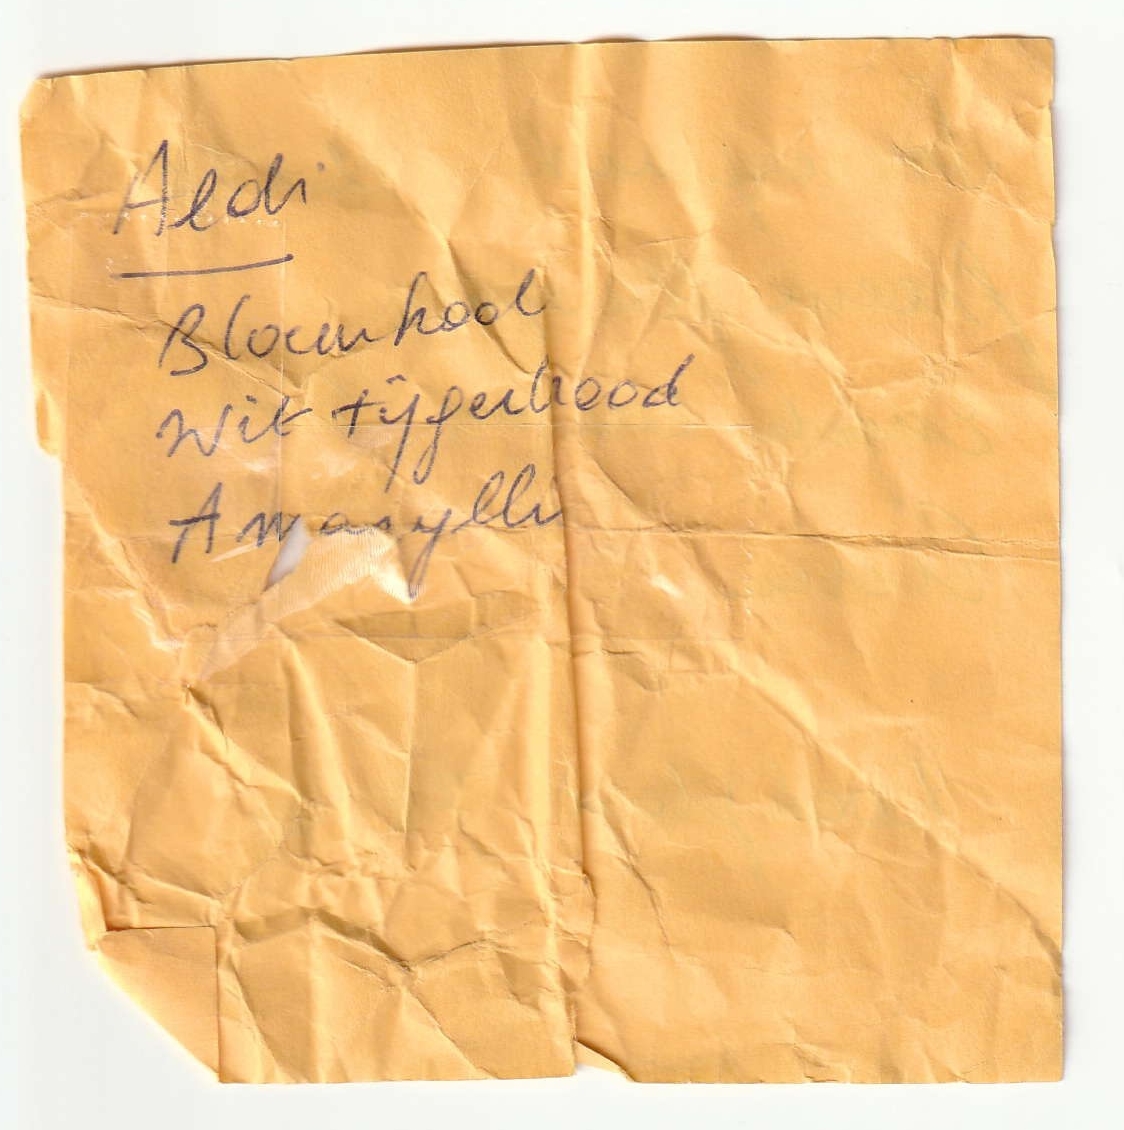 Aldi
Bloemkool
Wit tijgerbrood
Amaryllis